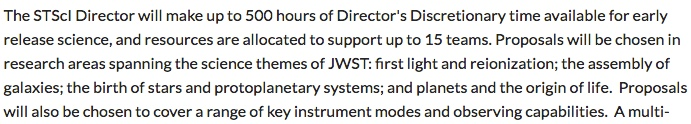 The STScI Director will make up to 500 hours of Director's Discretionary time available for early
release science, and resources are allocated to support up to 15 teams. Proposals will be chosen in
research areas spanning the science themes of JWST: first light and reionization; the assembly of
galaxies; the birth of stars and protoplanetary systems; and planets and the origin of life.  Proposals
will also be chosen to cover a range of key instrument modes and observing capabilities.  A multi-